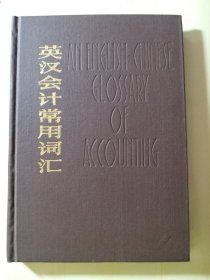 英汉会计常用词汇
AN ENGLISH-CHINESE
GLOSSARY
OF
ACCOUNTING